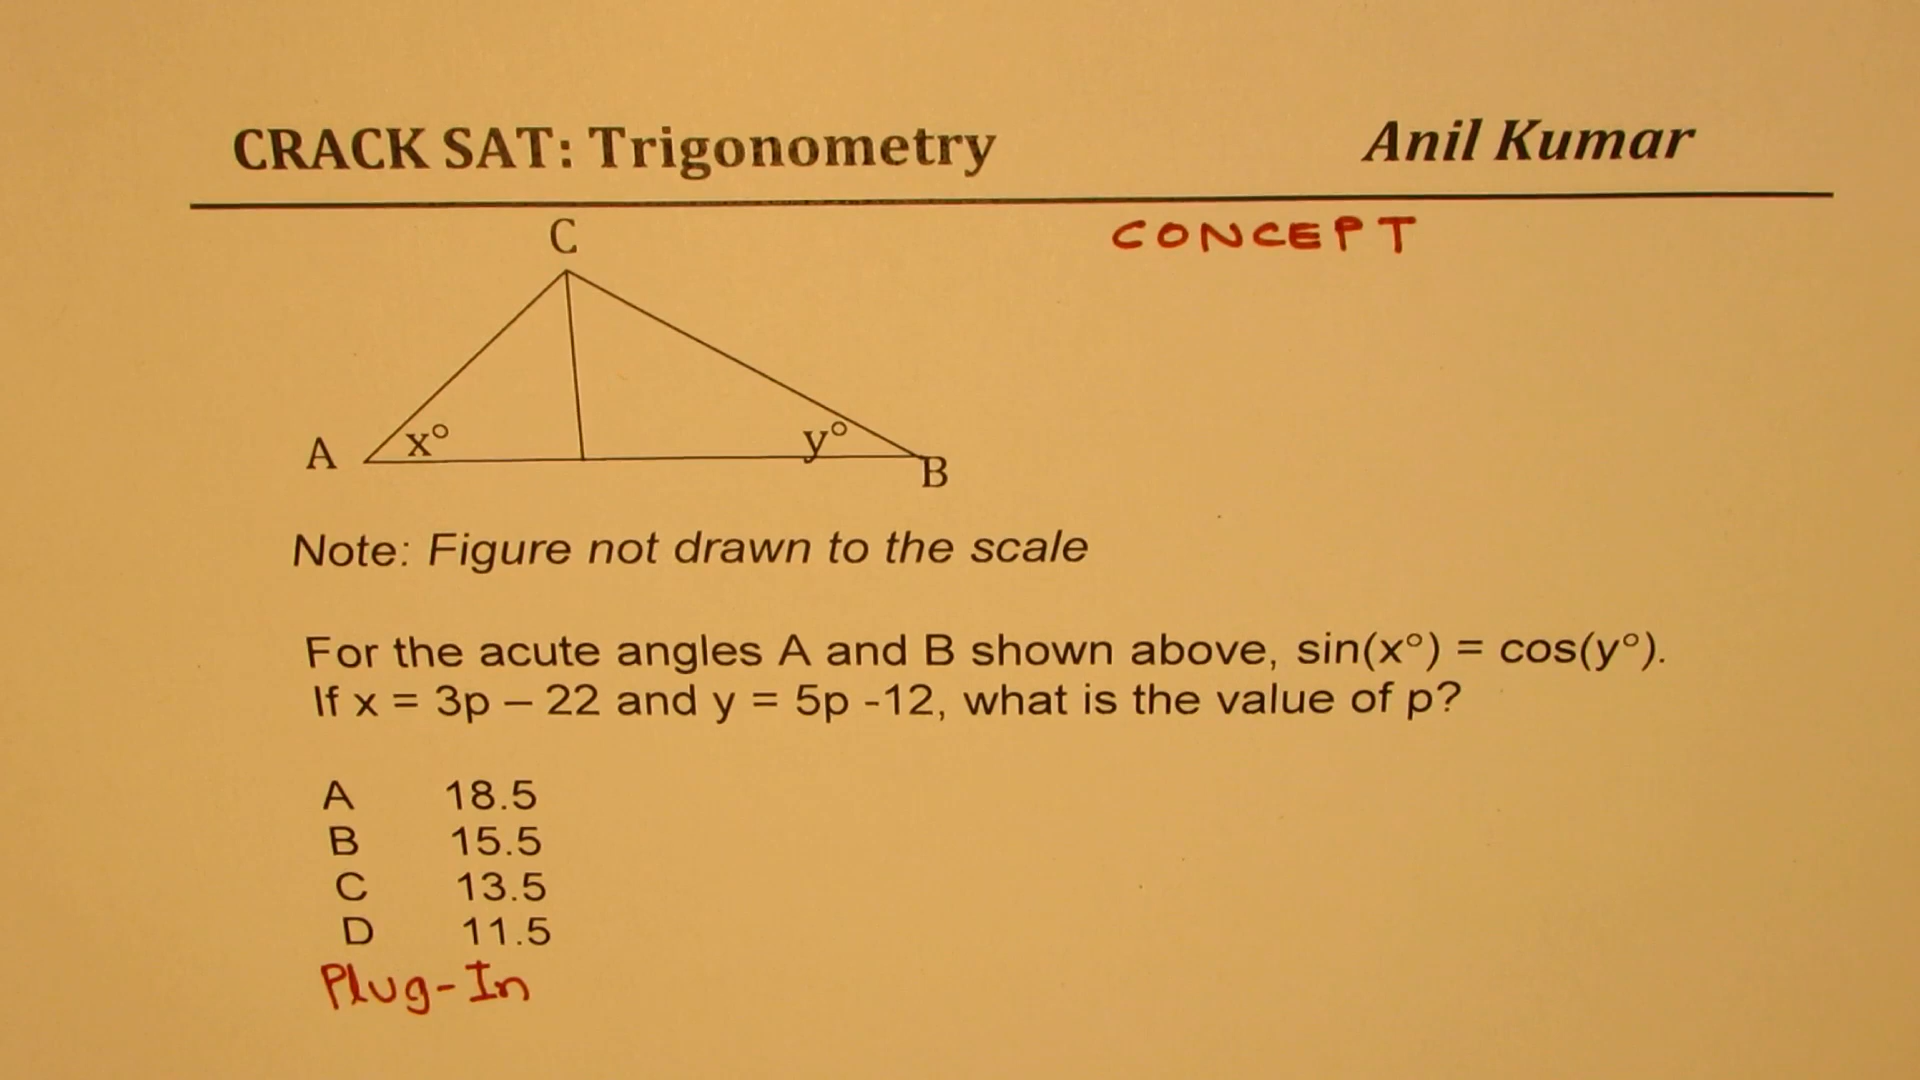 CRACK SAT: Trigonometry Anil Kumar
CONCEPT
C
A x° y° B
Note: Figure not drawn to the scale
For the acute angles A and B shown above, sin(x°) = cos(y°).
If x = 3p – 22 and y = 5p -12, what is the value of p?
A 18.5
B 15.5
C 13.5
D 11.5
Plug-In